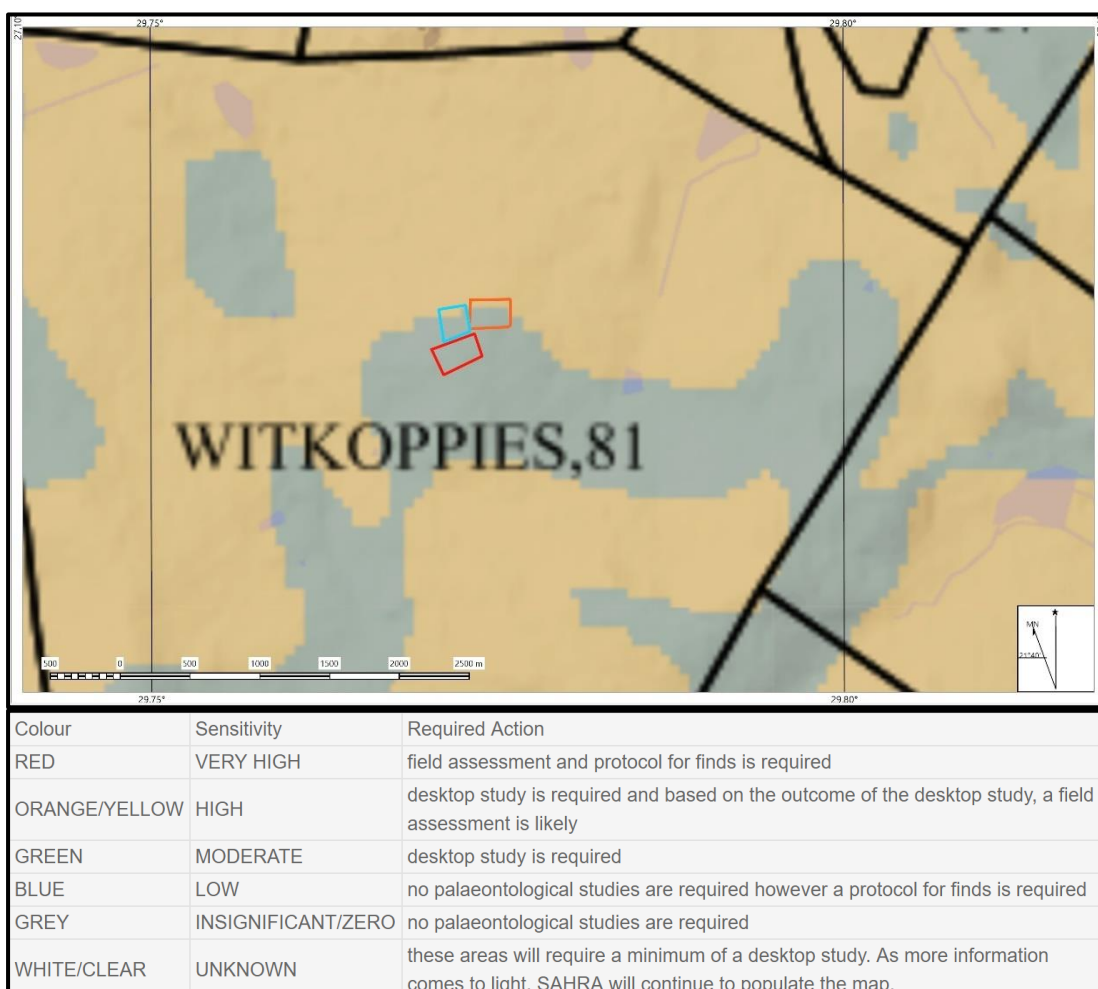 29.75° 29.80°
27.10°
WITKOPPIES,81
MN
21°40'
500 0 500 1000 1500 2000 2500 m
29.75° 29.80°
Colour Sensitivity Required Action
RED VERY HIGH field assessment and protocol for finds is required
ORANGE/YELLOW HIGH desktop study is required and based on the outcome of the desktop study, a field
assessment is likely
GREEN MODERATE desktop study is required
BLUE LOW no palaeontological studies are required however a protocol for finds is required
GREY INSIGNIFICANT/ZERO no palaeontological studies are required
WHITE/CLEAR UNKNOWN these areas will require a minimum of a desktop study. As more information
comes to light, SAHRA will continue to populate the map.